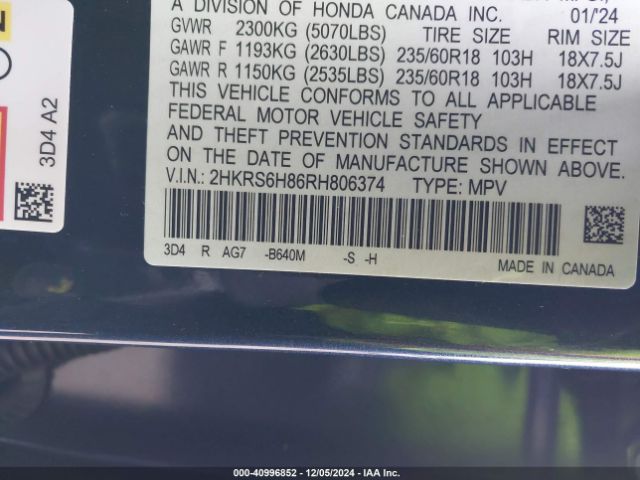 A DIVISION OF HONDA CANADA INC. 01/'24
GVWR 2300KG (5070LBS) TIRE SIZE RIM SIZE
GAWR F 1193KG (2630LBS) 235/60R18 103H 18X7.5J
GAWR R 1150KG (2535LBS) 235/60R18 103H 18X7.5J
THIS VEHICLE CONFORMS TO ALL APPLICABLE
FEDERAL MOTOR VEHICLE SAFETY
AND THEFT PREVENTION STANDARDS IN EFFECT
ON THE DATE OF MANUFACTURE SHOWN ABOVE.
V.I.N.: 2HKRS6H86RH806374 TYPE: MPV
3D4 R AG7 -B640M -S -H
MADE IN CANADA
3D4 A2
000-40996852 - 12/05/2024 - IAA Inc.